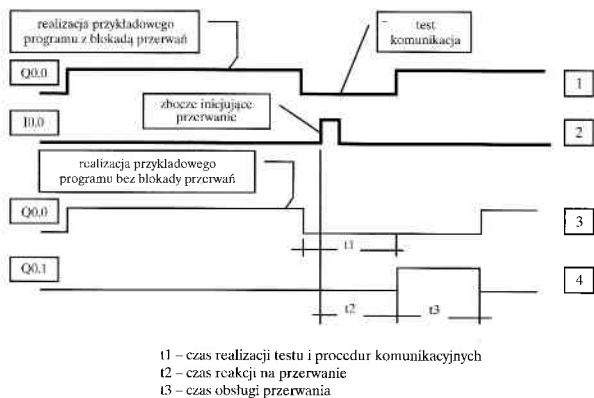 realizacja przykładowego
programu z blokadą przerwań
test
komunikacja
Q0.0
1
zbocze inicjujące
przerwanie
I0.0
2
realizacja przykładowego
programu bez blokady przerwań
Q0.0
3
t1
Q0.1
4
t2
t3
t1 – czas realizacji testu i procedur komunikacyjnych
t2 – czas reakcji na przerwanie
t3 – czas obsługi przerwania